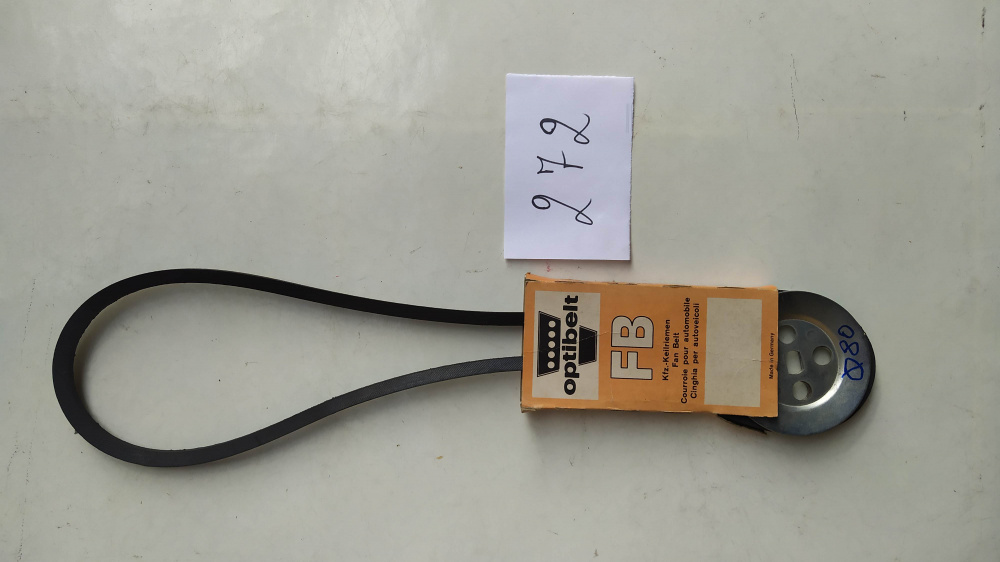 272
optibelt
FB
Kfz.-Keilriemen
Fan Belt
Courroie pour automobile
Cinghia per autoveicoli
Made in Germany
Ø80